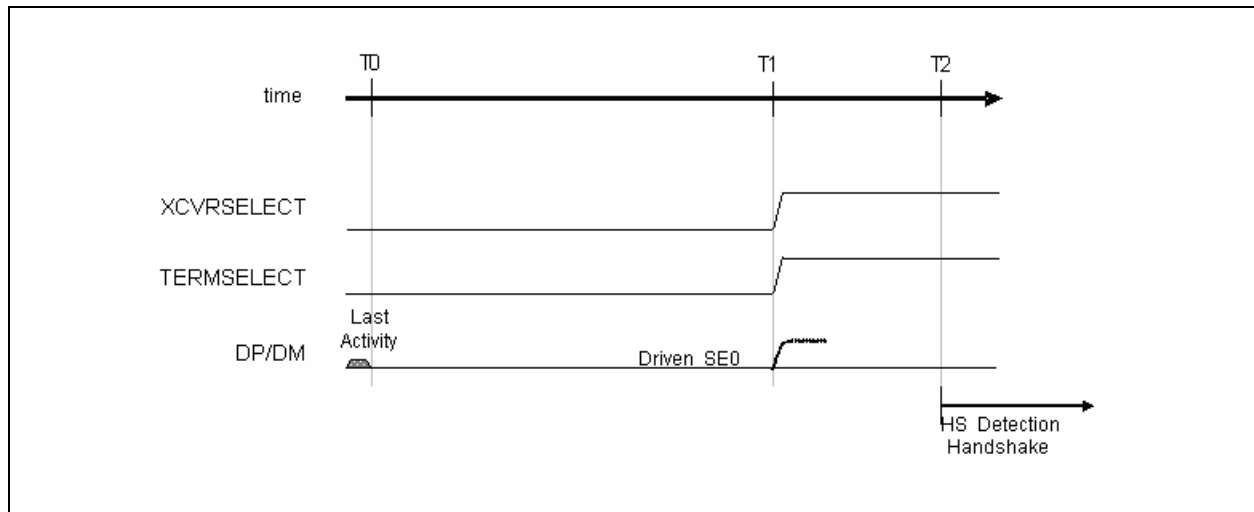 T0
T1
T2
time
XCVRSELECT
TERMSELECT
Last
Activity
DP/DM
Driven SE0
HS Detection
Handshake